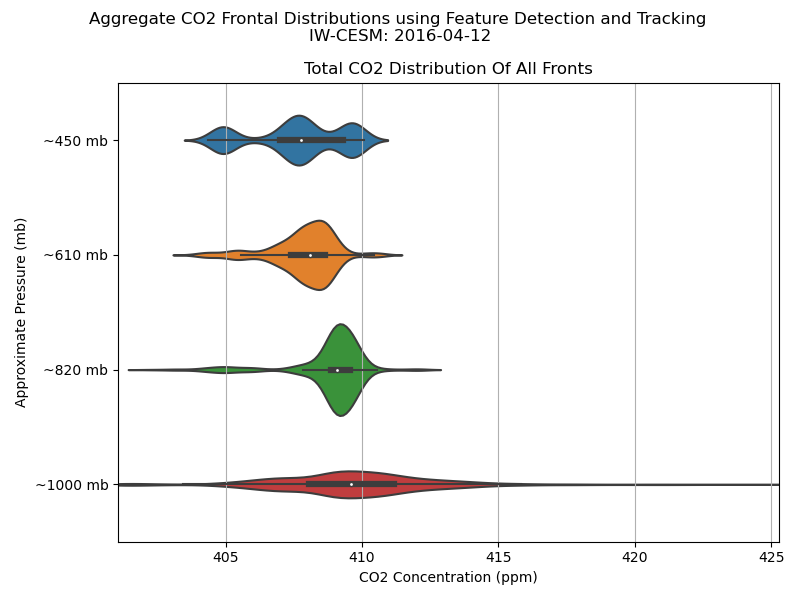 Aggregate CO2 Frontal Distributions using Feature Detection and Tracking
IW-CESM: 2016-04-12
Total CO2 Distribution Of All Fronts
Approximate Pressure (mb)
~450 mb
~610 mb
~820 mb
~1000 mb
405 410 415 420 425
CO2 Concentration (ppm)